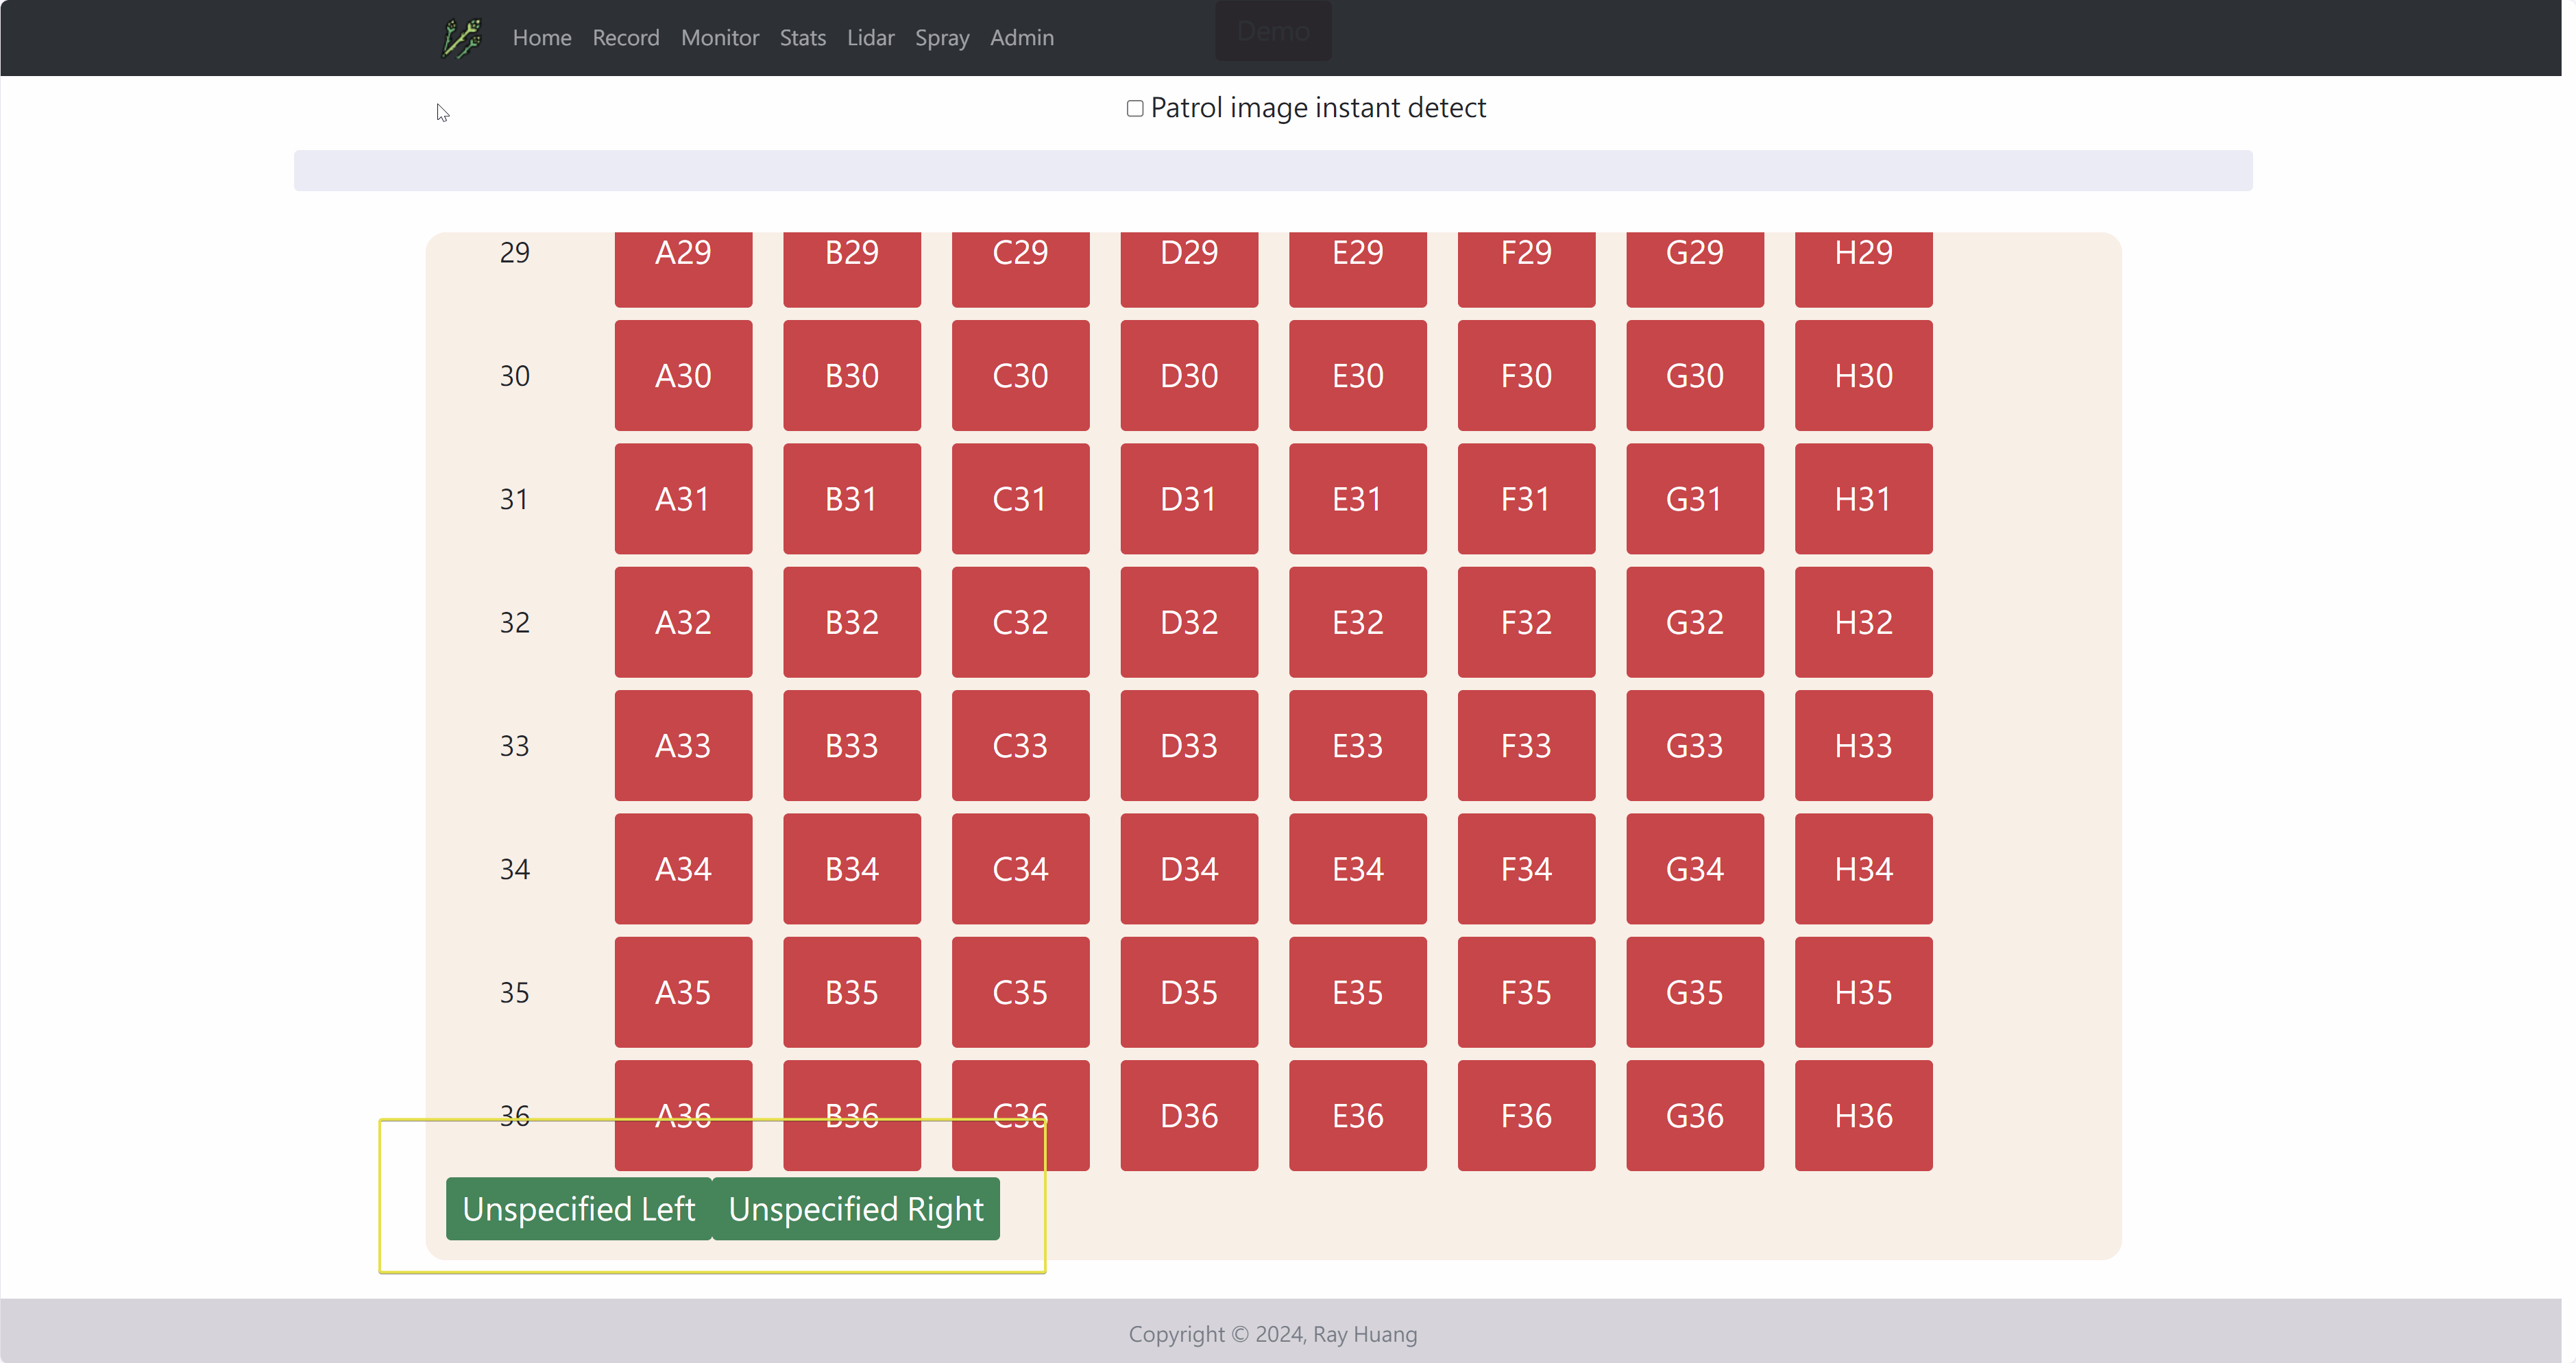 Home Record Monitor Stats Lidar Spray Admin Demo
Patrol image instant detect
29 A29 B29 C29 D29 E29 F29 G29 H29
30 A30 B30 C30 D30 E30 F30 G30 H30
31 A31 B31 C31 D31 E31 F31 G31 H31
32 A32 B32 C32 D32 E32 F32 G32 H32
33 A33 B33 C33 D33 E33 F33 G33 H33
34 A34 B34 C34 D34 E34 F34 G34 H34
35 A35 B35 C35 D35 E35 F35 G35 H35
36 A36 B36 C36 D36 E36 F36 G36 H36
Unspecified Left Unspecified Right
Copyright © 2024, Ray Huang